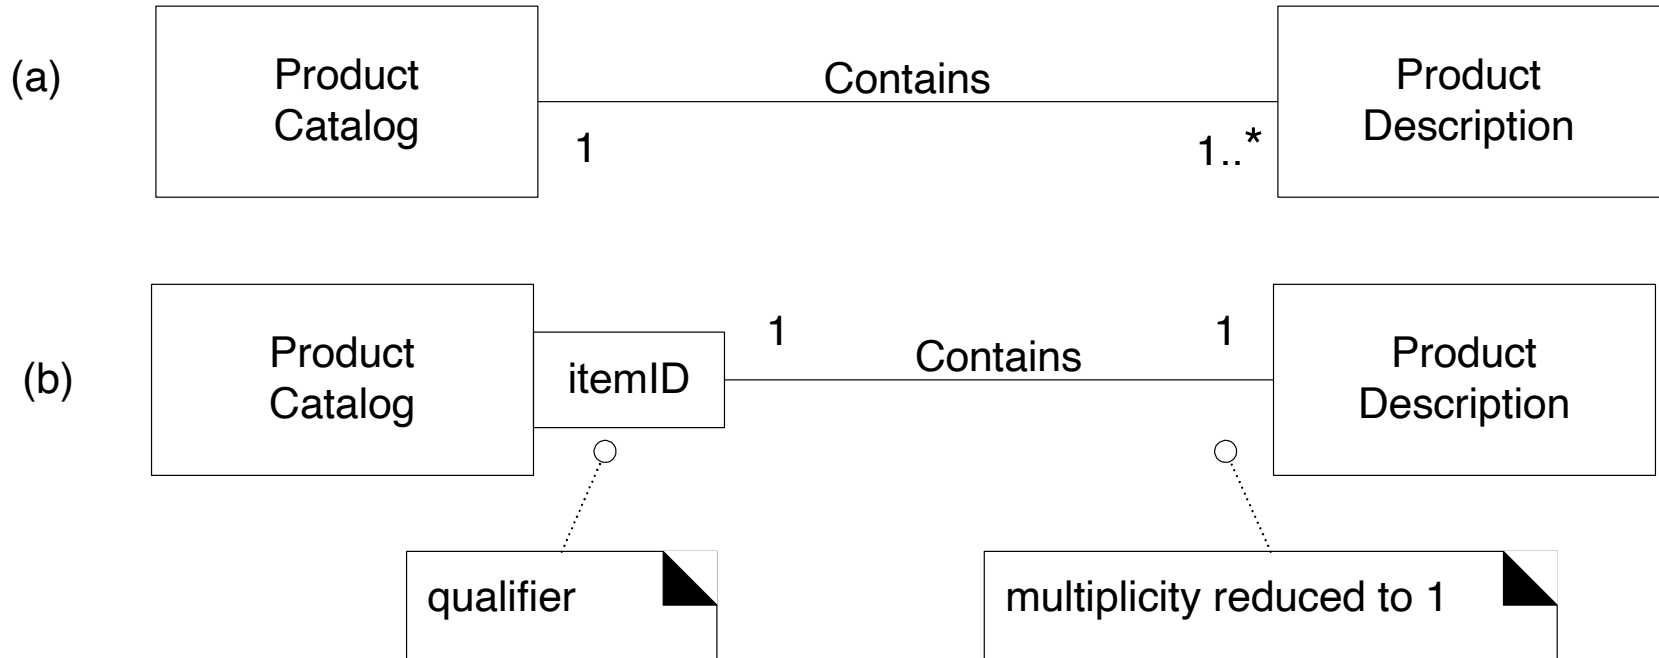 (a)
Product
Catalog
Contains
1
1..*
Product
Description
(b)
Product
Catalog
itemID
1
Contains
1
Product
Description
qualifier
multiplicity reduced to 1